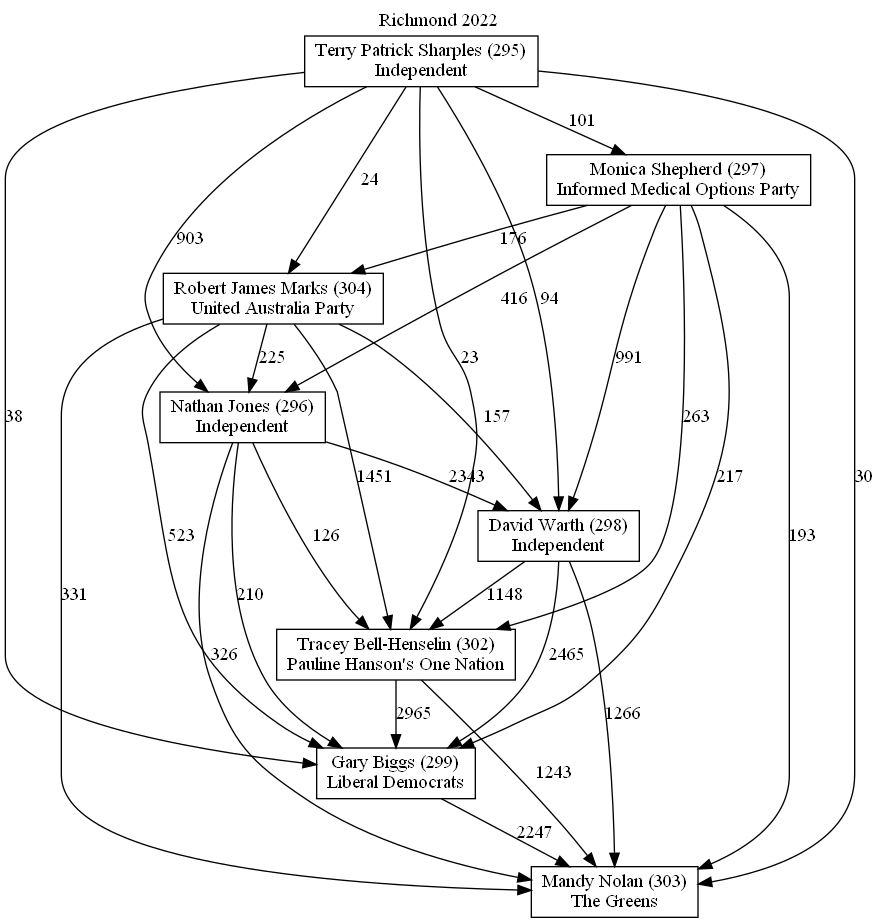 Richmond 2022
Terry Patrick Sharples (295)
Independent
101
Monica Shepherd (297)
Informed Medical Options Party
24
903
176
Robert James Marks (304)
United Australia Party
416
94
225
23
991
Nathan Jones (296)
Independent
38
157
263
1451
2343
217
30
David Warth (298)
Independent
523
126
193
331
210
1148
Tracey Bell-Henselin (302)
Pauline Hanson's One Nation
326
2465
2965
1266
Gary Biggs (299)
Liberal Democrats
1243
2247
Mandy Nolan (303)
The Greens